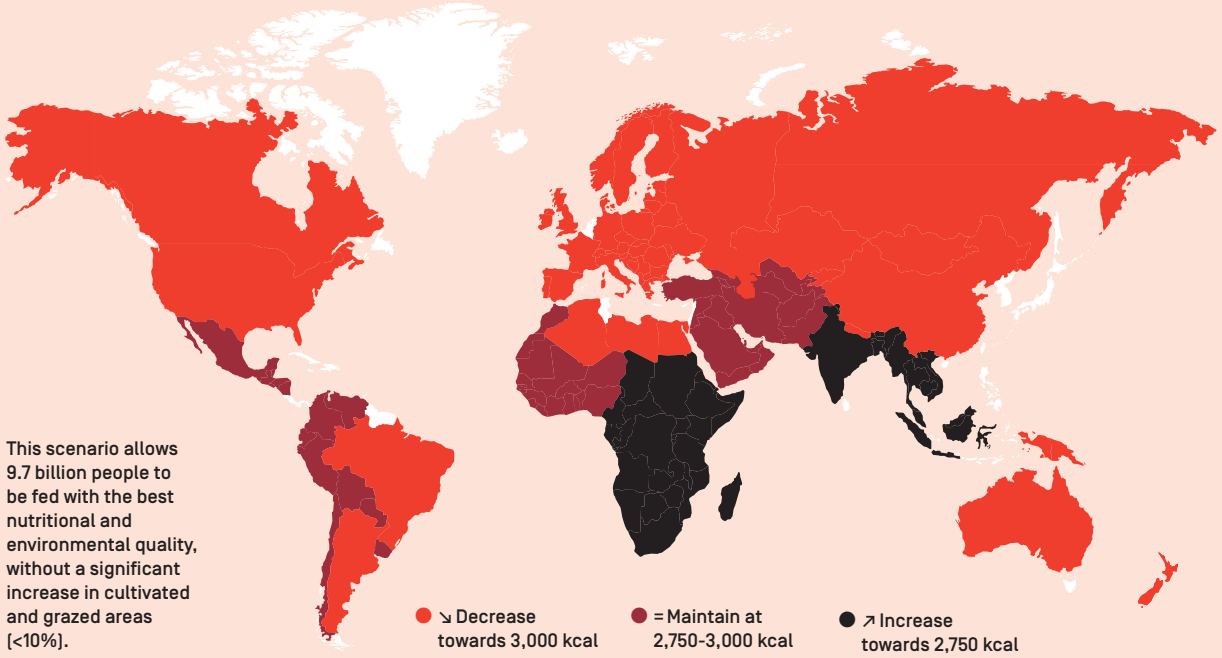 This scenario allows
9.7 billion people to
be fed with the best
nutritional and
environmental quality,
without a significant
increase in cultivated
and grazed areas
(<10%).
↘ Decrease
towards 3,000 kcal
= Maintain at
2,750-3,000 kcal
↗ Increase
towards 2,750 kcal